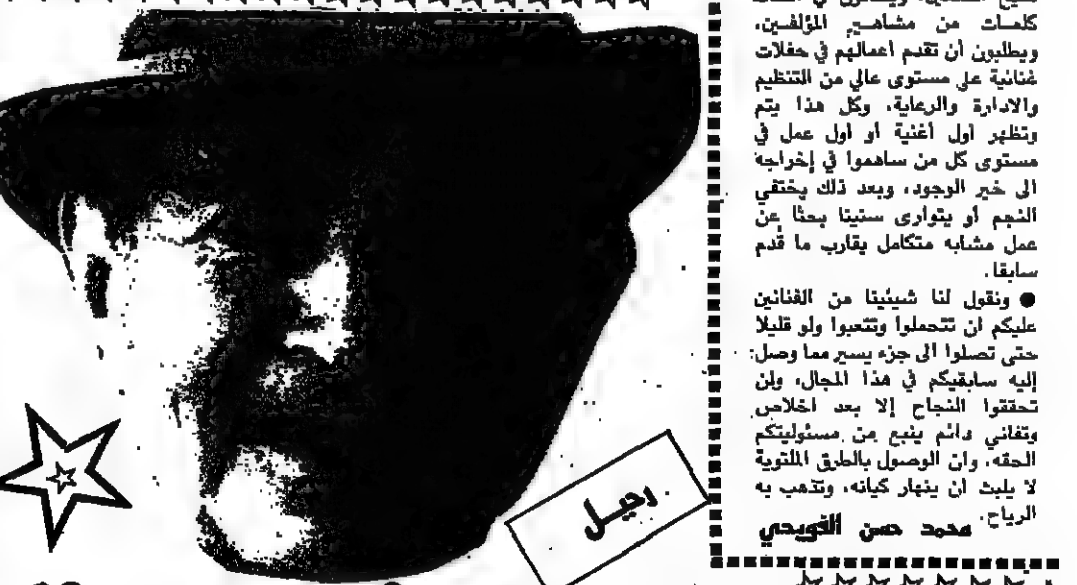 كلمات من مشاهير المؤلفين،
ويطلبون أن تقدم اعمالهم في حفلات
غنائية على مستوى عالي من التنظيم
والادارة والرعاية، وكل هذا يتم
وتظهر اول أغنية أو اول عمل في
مستوى كل من ساهموا في إخراجه
الى خير الوجود، وبعد ذلك يختفي
النجم أو يتوارى سنينا بحثا عن
عمل مشابه متكامل يقارب ما قُدم
سابقا.
● ونقول لنا شيئينا من الفنانين
عليكم ان تتحملوا وتتعبوا ولو قليلا
حتى تصلوا الى جزء يسير مما وصل
إليه سابقيكم في هذا المجال، ولن
تحققوا النجاح إلا بعد اخلاص
وتفاني دائم ينبع من مسئوليتكم
الحقه، وان الوصول بالطرق الملتوية
لا يلبث ان ينهار كيانه، وتذهب به
الرياح.
محمد حسن
رحيل